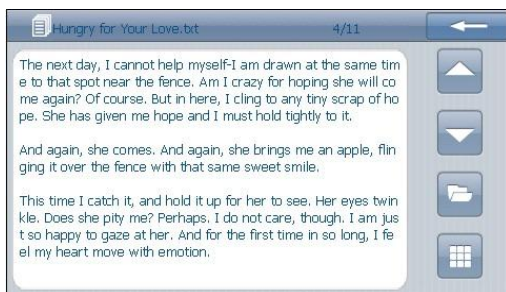 Hungry for Your Love.txt 4/11
The next day, I cannot help myself-I am drawn at the same tim
e to that spot near the fence. Am I crazy for hoping she will co
me again? Of course. But in here, I cling to any tiny scrap of ho
pe. She has given me hope and I must hold tightly to it.
And again, she comes. And again, she brings me an apple, flin
ging it over the fence with that same sweet smile.
This time I catch it, and hold it up for her to see. Her eyes twin
kle. Does she pity me? Perhaps. I do not care, though. I am jus
t so happy to gaze at her. And for the first time in so long, I fe
el my heart move with emotion.